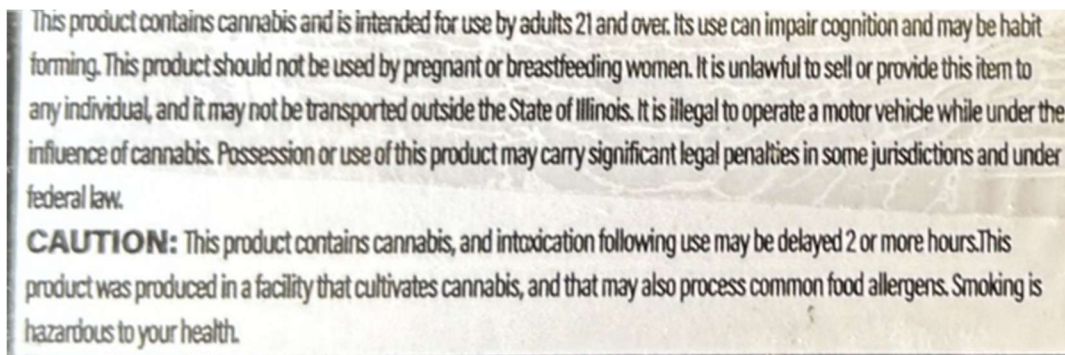 This product contains cannabis and is intended for use by adults 21 and over. Its use can impair cognition and may be habit
forming. This product should not be used by pregnant or breastfeeding women. It is unlawful to sell or provide this item to
any individual, and it may not be transported outside the State of Illinois. It is illegal to operate a motor vehicle while under the
influence of cannabis. Possession or use of this product may carry significant legal penalties in some jurisdictions and under
federal law.
CAUTION: This product contains cannabis, and intoxication following use may be delayed 2 or more hours.This
product was produced in a facility that cultivates cannabis, and that may also process common food allergens. Smoking is
hazardous to your health.